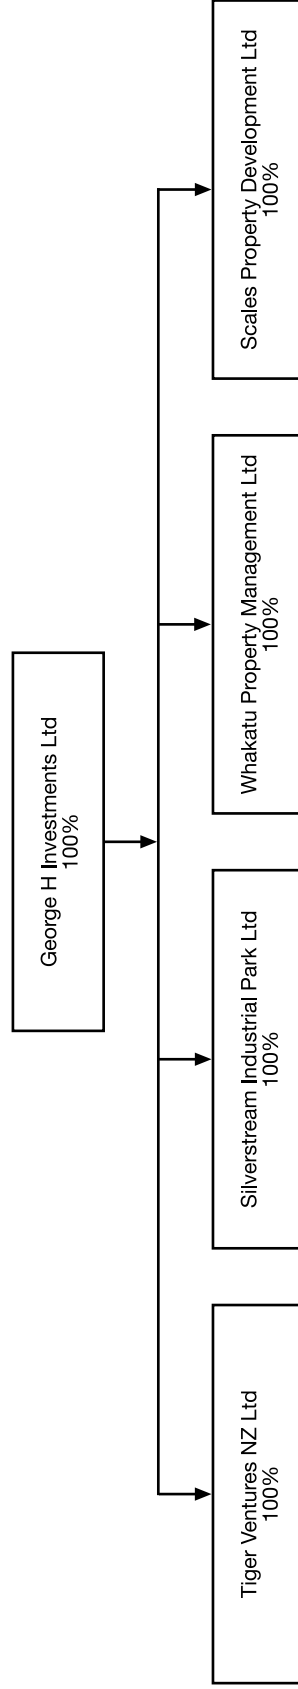 George H Investments Ltd
100%
Tiger Ventures NZ Ltd
100%
Silverstream Industrial Park Ltd
100%
Whakatu Property Management Ltd
100%
Scales Property Development Ltd
100%